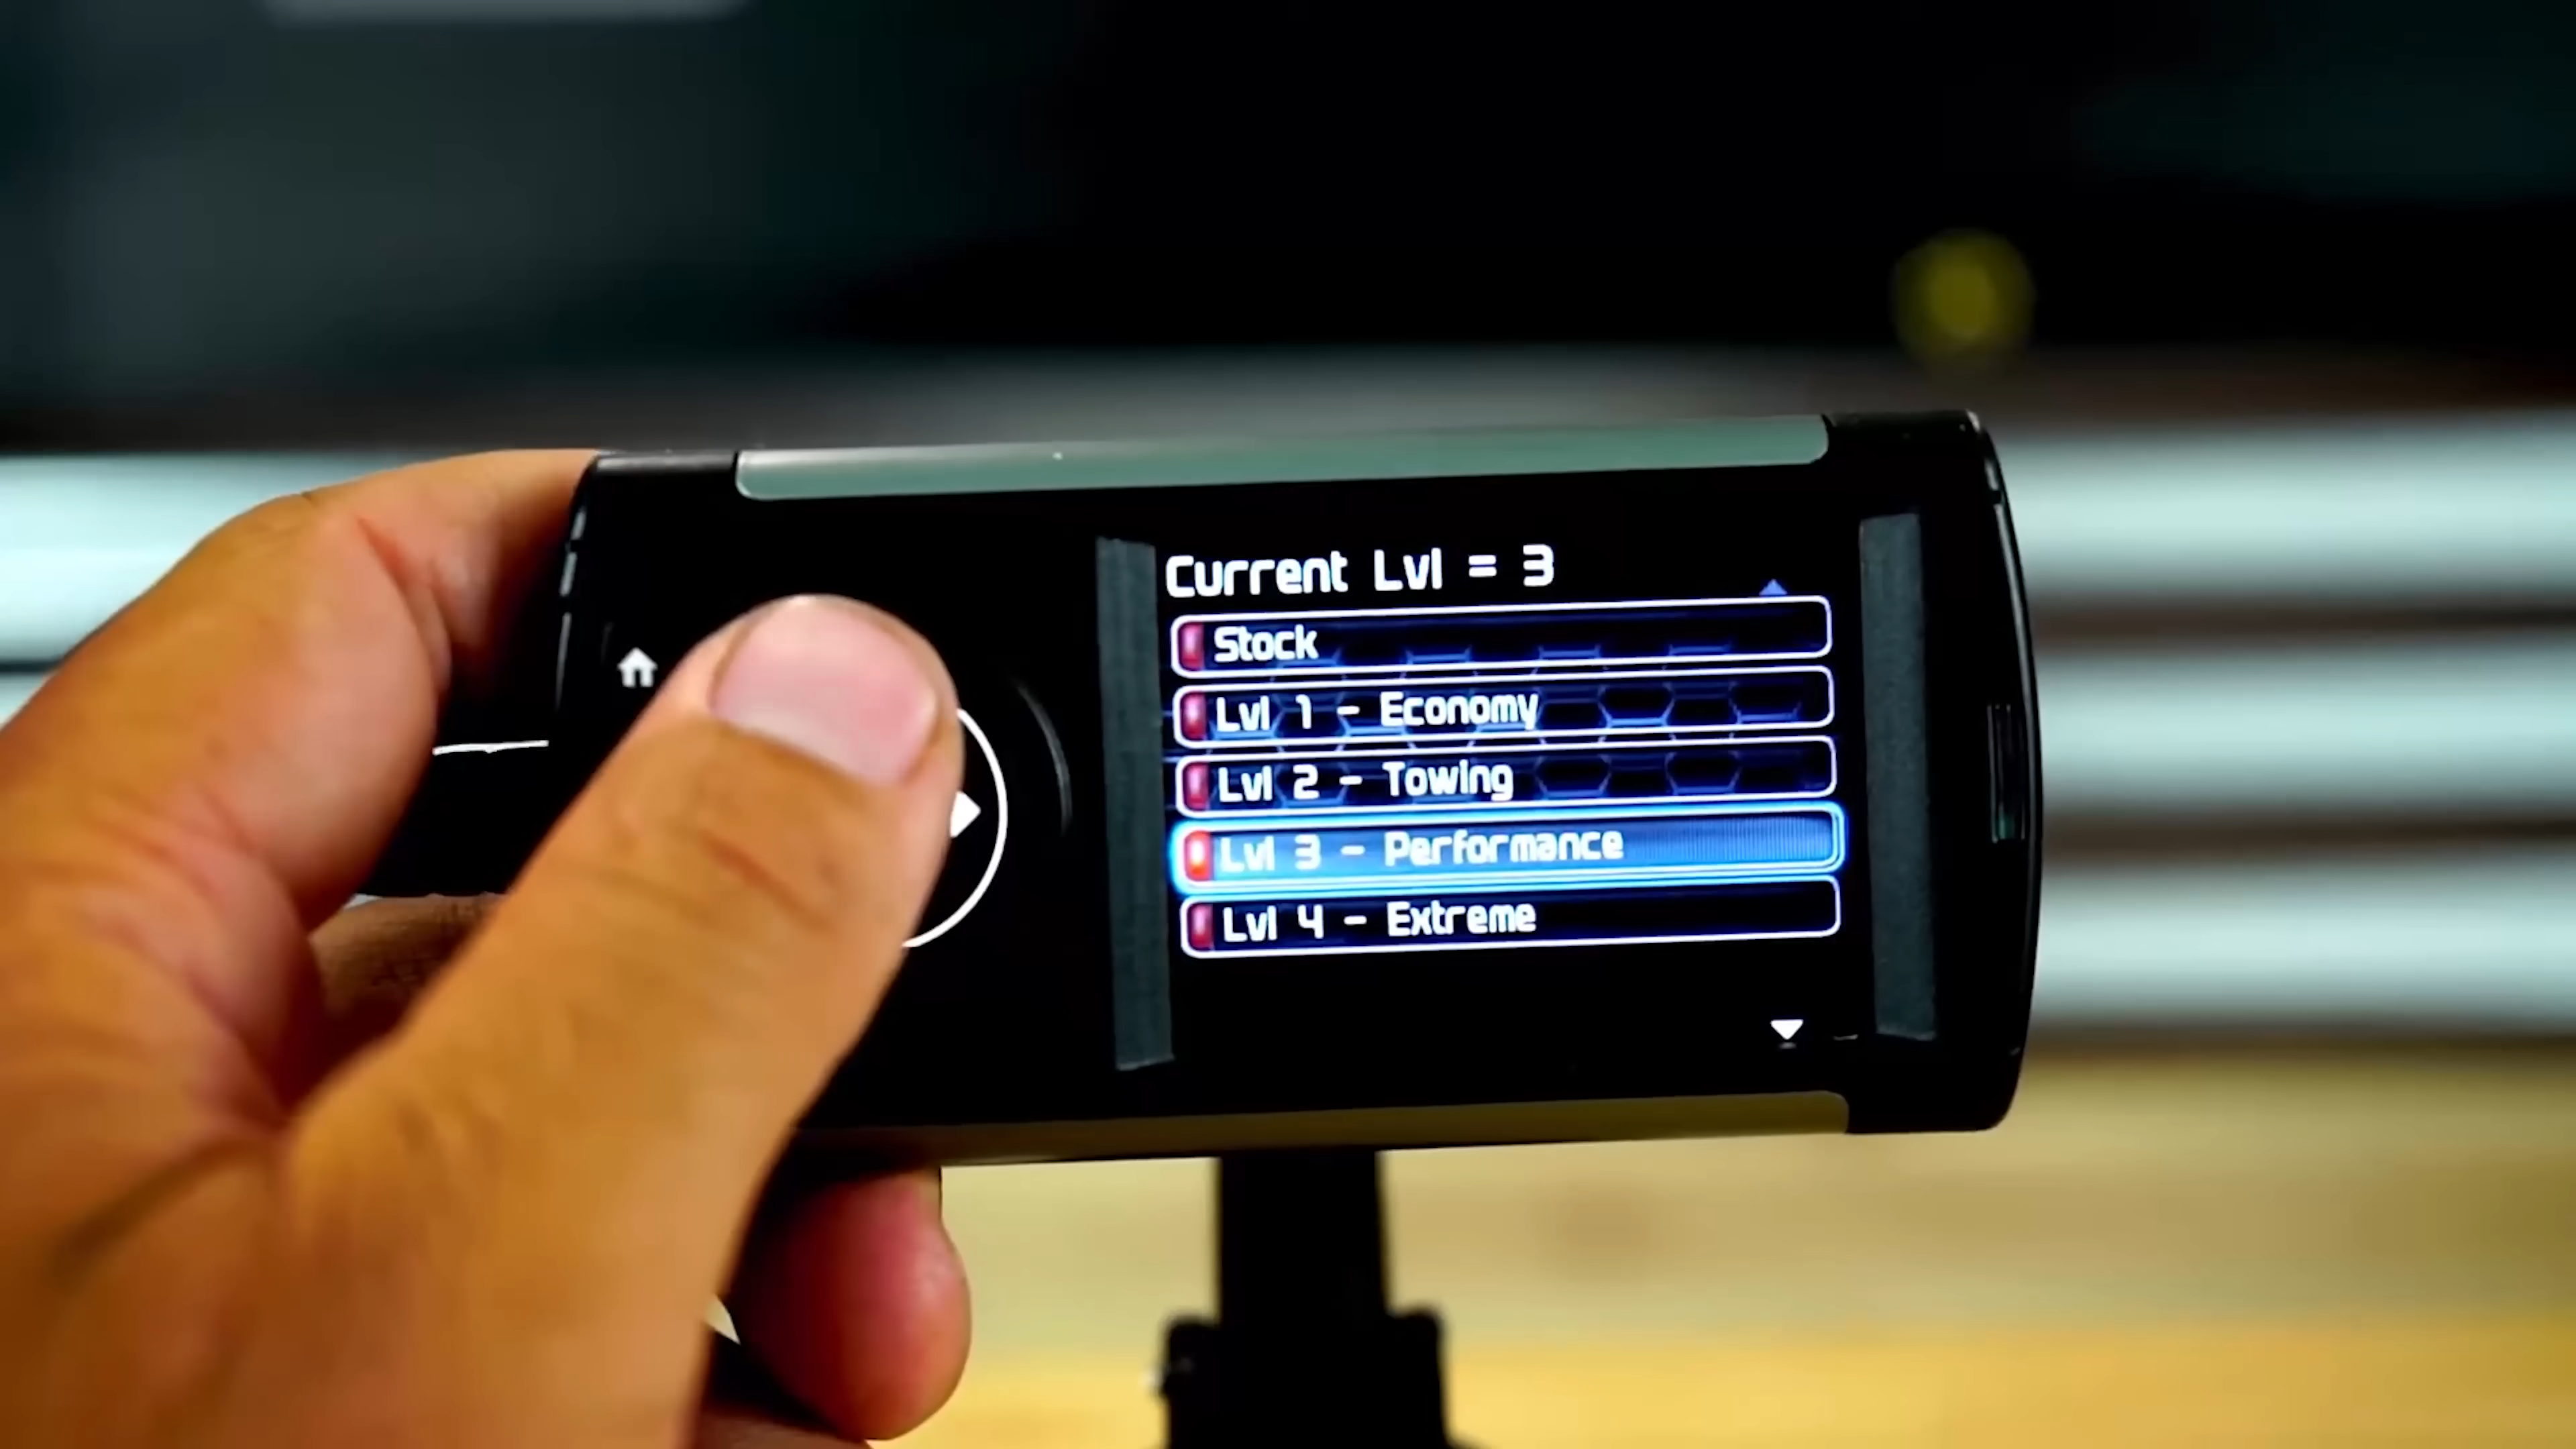 Current Lvl = 3
Stock
Lvl 1 - Economy
Lvl 2 - Towing
Lvl 3 - Performance
Lvl 4 - Extreme